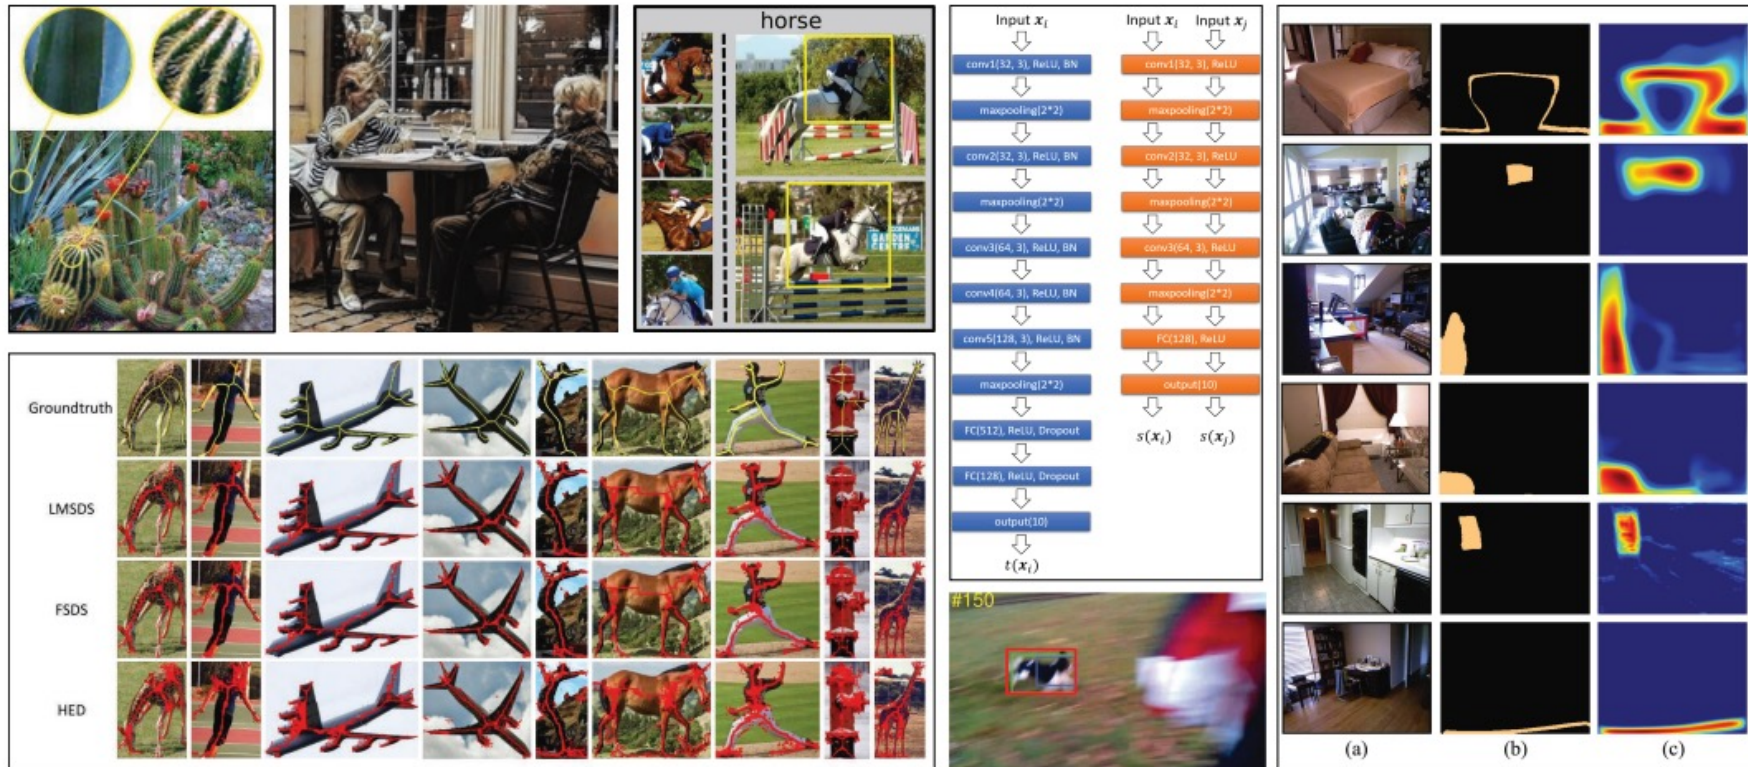 horse
GARDEN
CENTRE
Groundtruth
LMSDS
FSDS
HED
Input x_i
conv1(32, 3), ReLU, BN
maxpooling(2*2)
conv2(32, 3), ReLU, BN
maxpooling(2*2)
conv3(64, 3), ReLU, BN
conv4(64, 3), ReLU, BN
conv5(128, 3), ReLU, BN
maxpooling(2*2)
FC(512), ReLU, Dropout
FC(128), ReLU, Dropout
output(10)
t(x_i)
Input x_i Input x_j
conv1(32, 3), ReLU
maxpooling(2*2)
conv2(32, 3), ReLU
maxpooling(2*2)
conv3(64, 3), ReLU
maxpooling(2*2)
FC(128), ReLU
output(10)
s(x_i) s(x_j)
#150
(a) (b) (c)